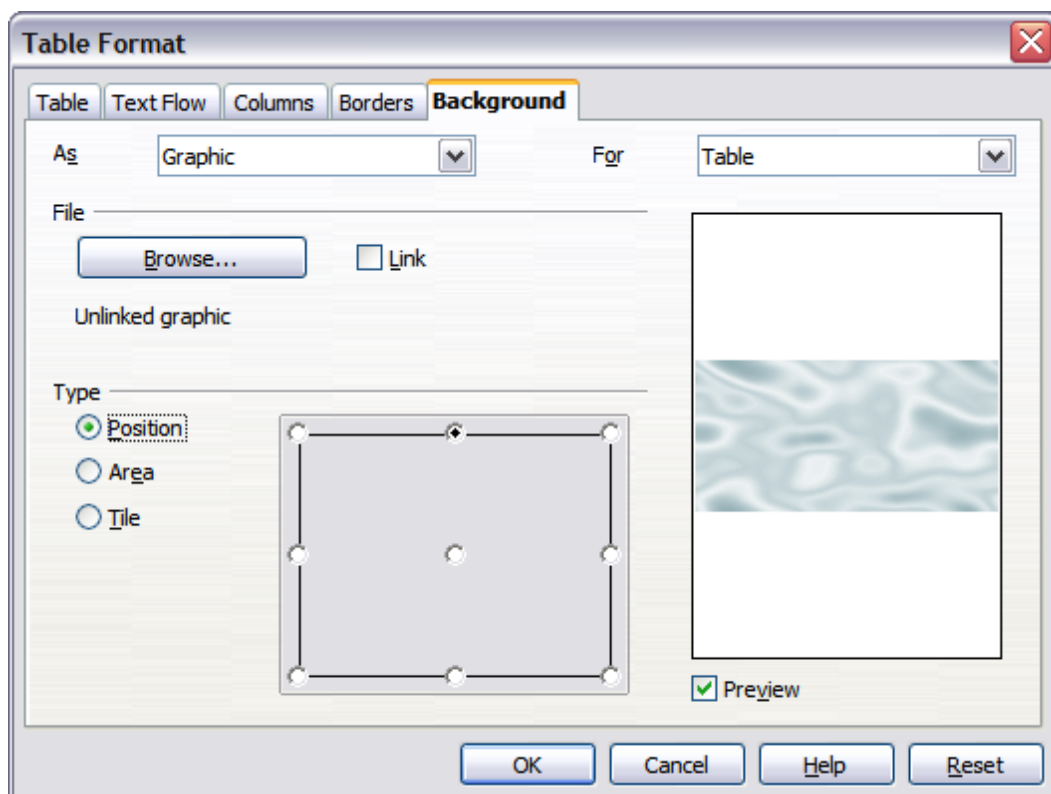 Table Format
Table Text Flow Columns Borders Background
As Graphic For Table
File
Browse... Link
Unlinked graphic
Type
Position
Area
Tile
Preview
OK Cancel Help Reset